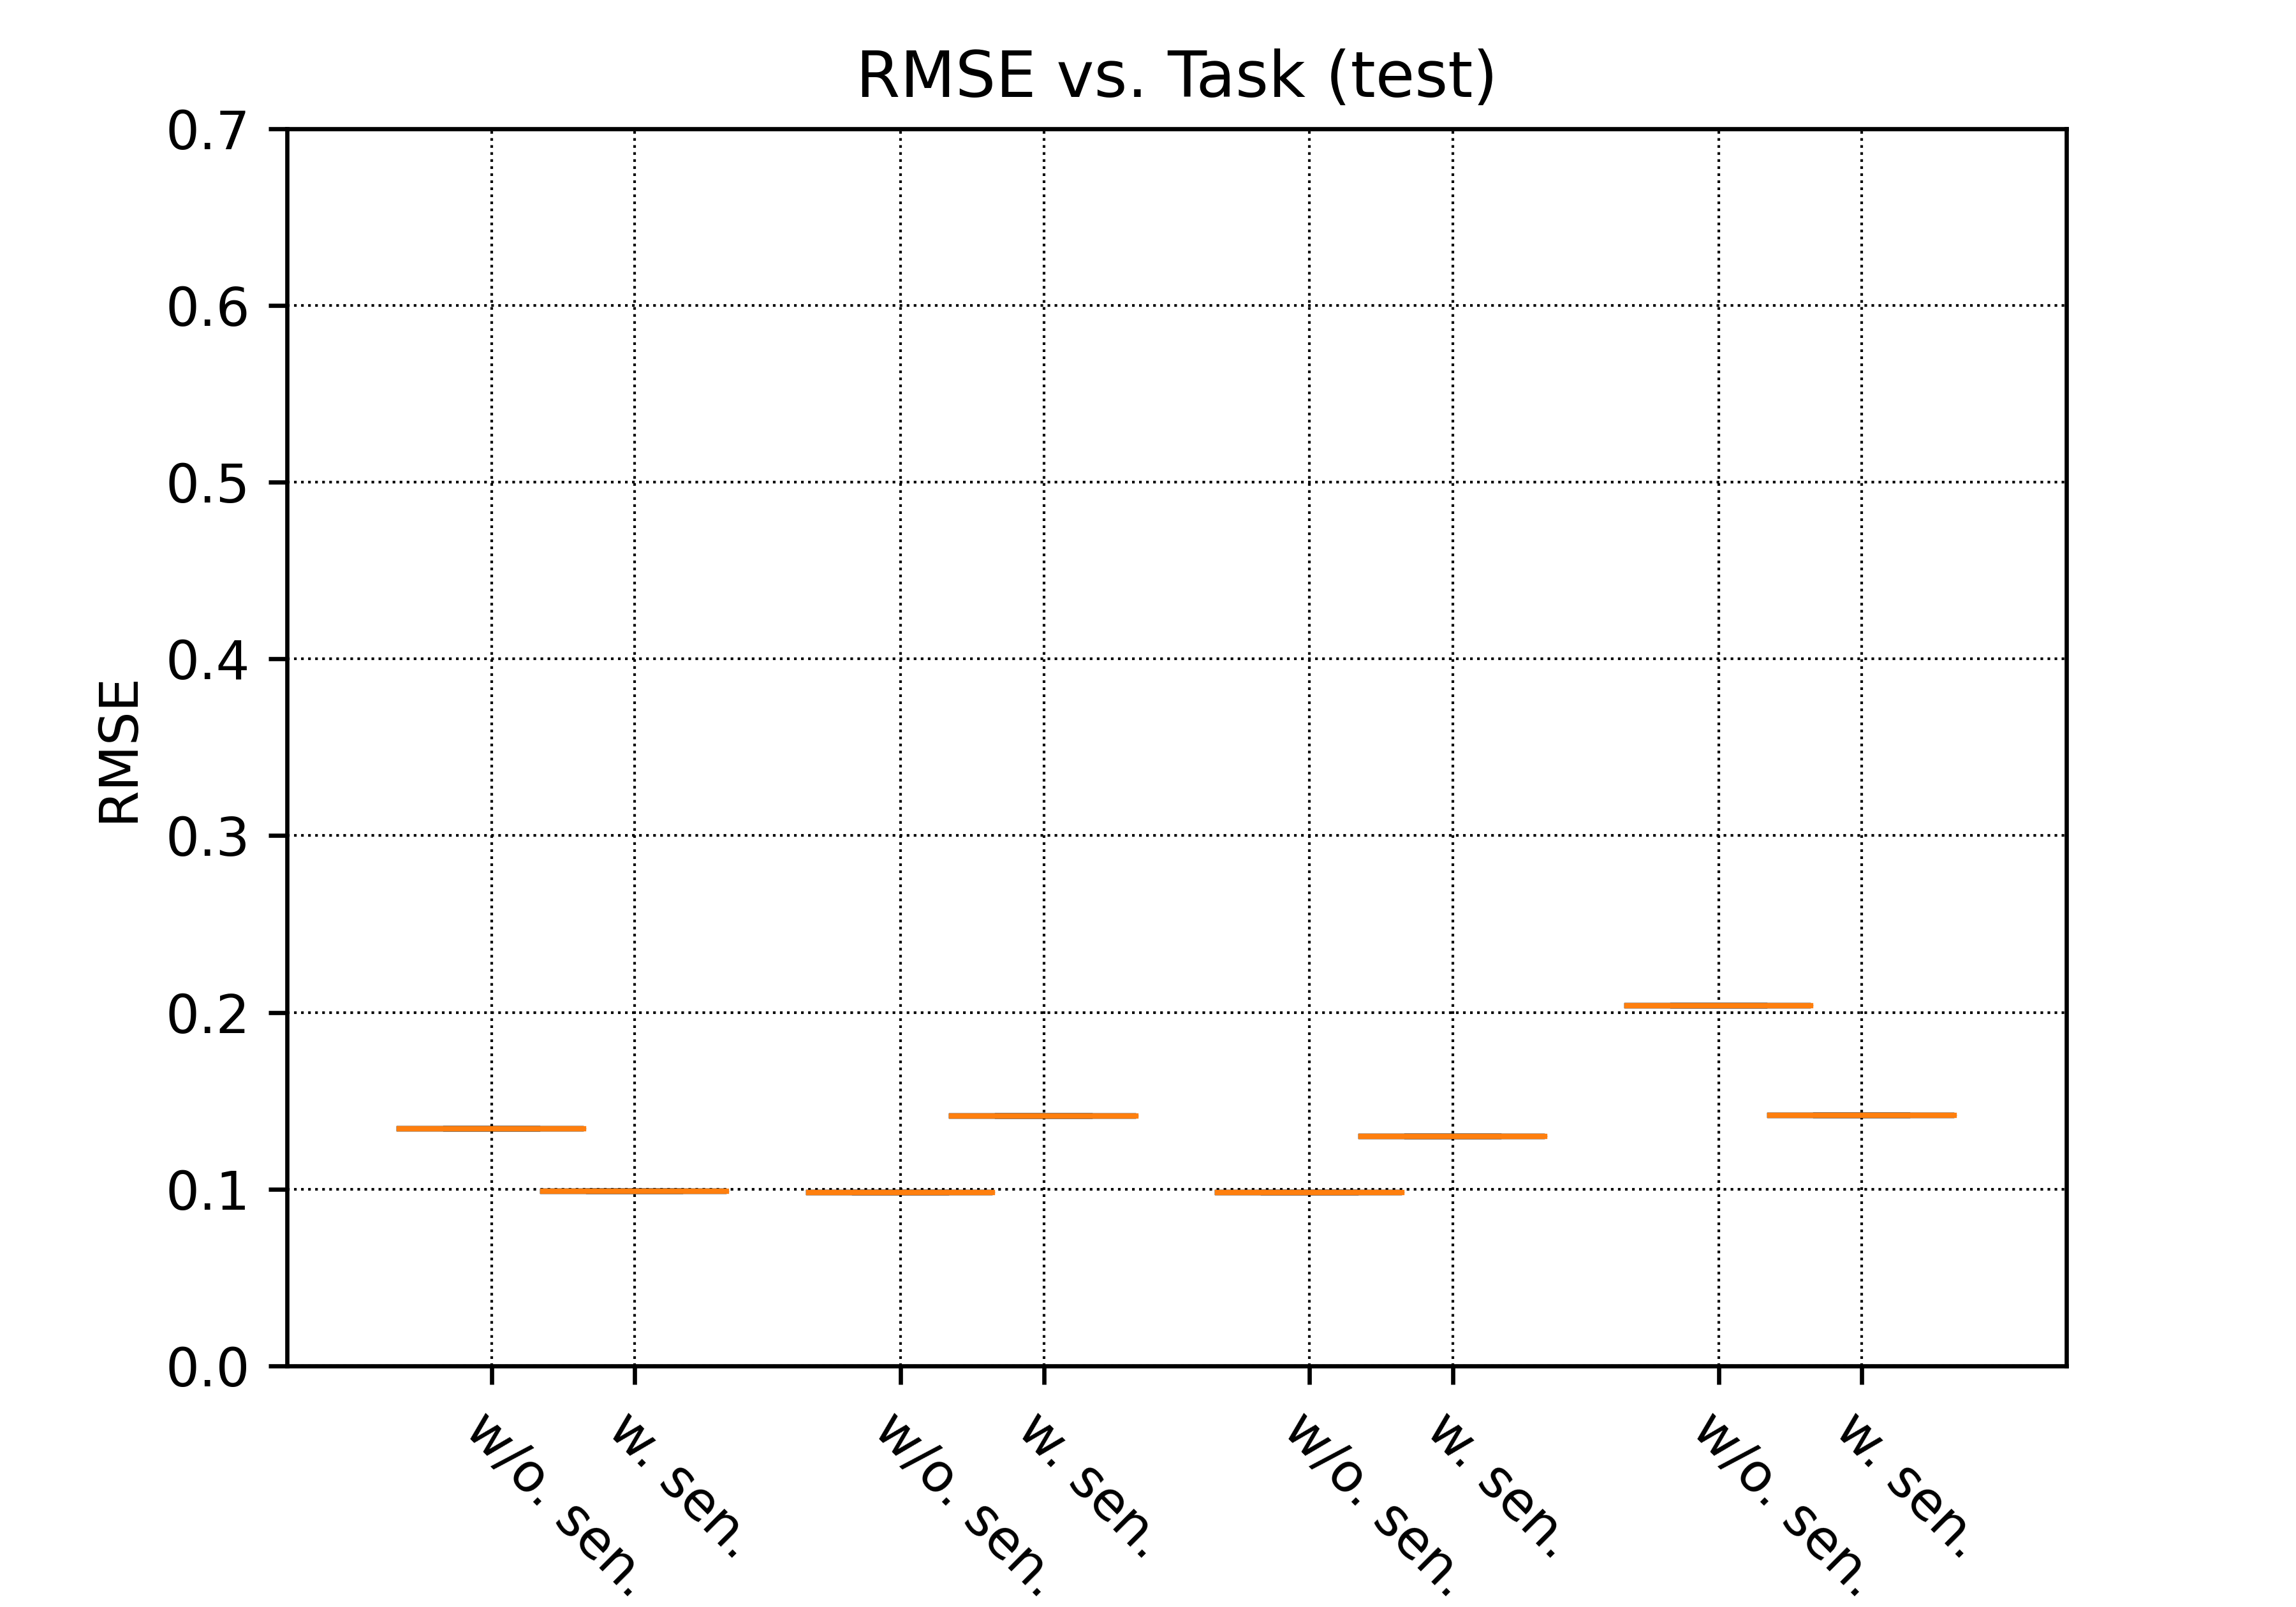 RMSE vs. Task (test)
RMSE
0.7
0.6
0.5
0.4
0.3
0.2
0.1
0.0
w/o. sen.
w. sen.
w/o. sen.
w. sen.
w/o. sen.
w. sen.
w/o. sen.
w. sen.